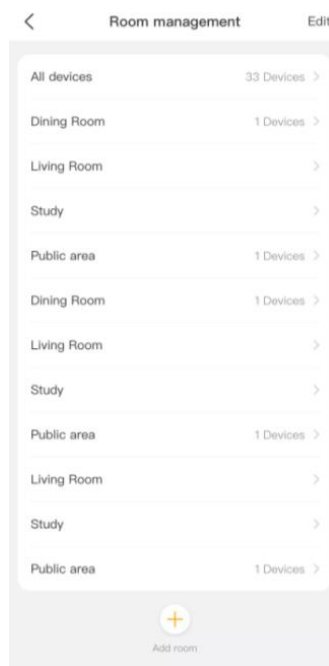 Room management Edit
All devices 33 Devices
Dining Room 1 Devices
Living Room
Study
Public area 1 Devices
Dining Room 1 Devices
Living Room
Study
Public area 1 Devices
Living Room
Study
Public area 1 Devices
Add room